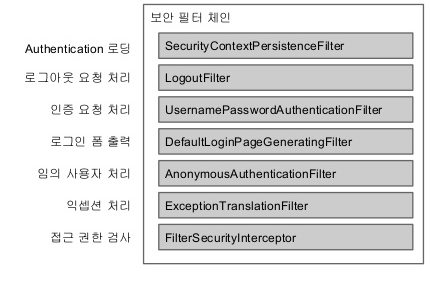 보안 필터 체인
Authentication 로딩
SecurityContextPersistenceFilter
로그아웃 요청 처리
LogoutFilter
인증 요청 처리
UsernamePasswordAuthenticationFilter
로그인 폼 출력
DefaultLoginPageGeneratingFilter
임의 사용자 처리
AnonymousAuthenticationFilter
익셉션 처리
ExceptionTranslationFilter
접근 권한 검사
FilterSecurityInterceptor